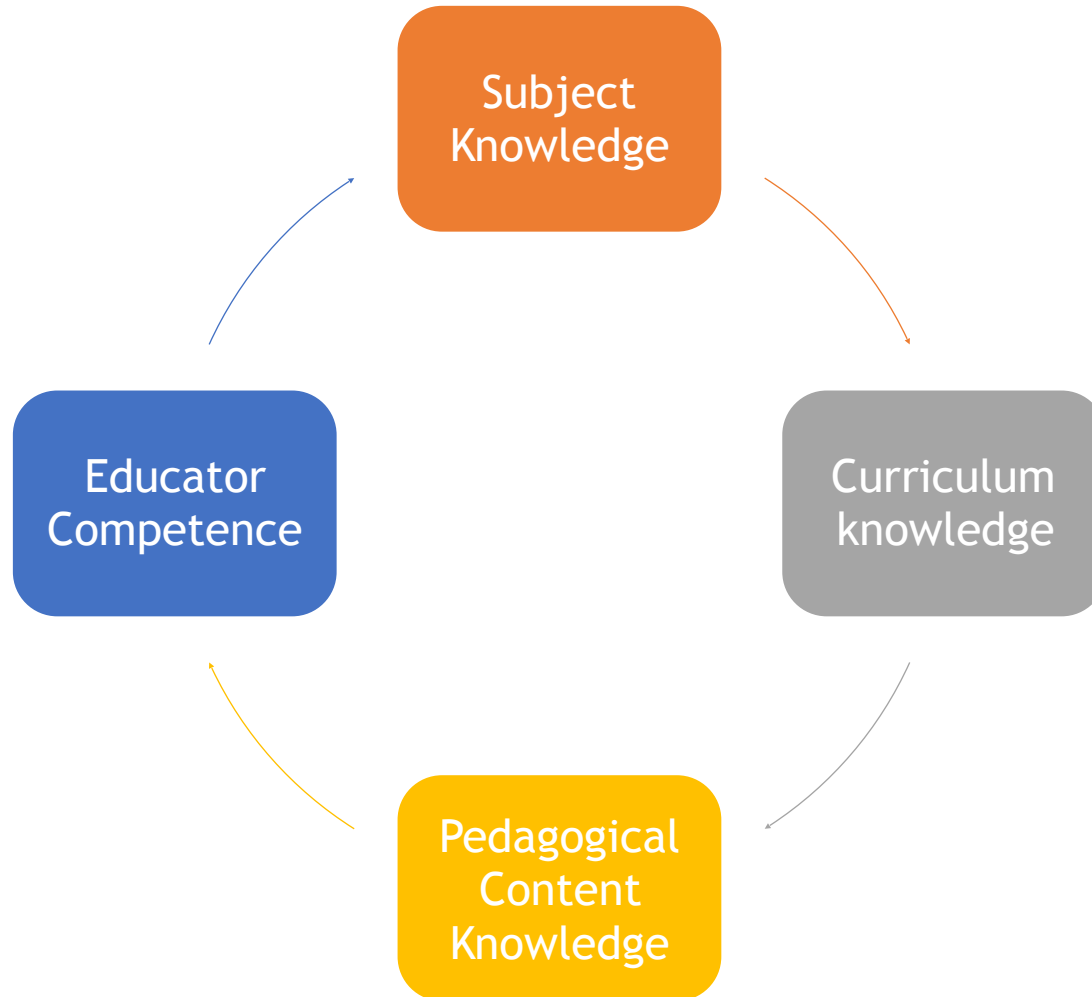 Subject
Knowledge
Curriculum
knowledge
Pedagogical
Content
Knowledge
Educator
Competence